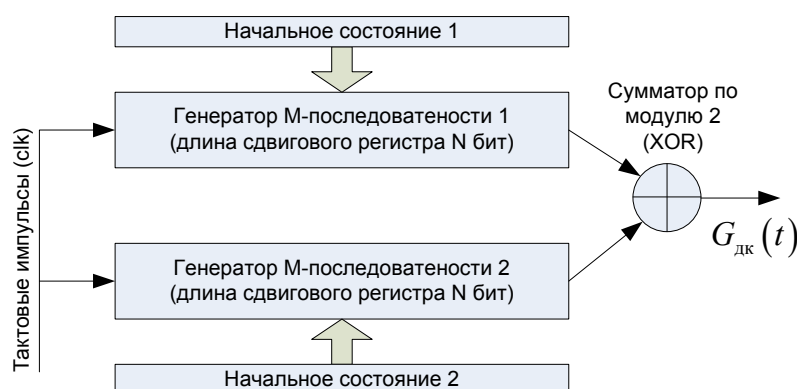 Начальное состояние 1
Генератор М-последоватености 1
(длина сдвигового регистра N бит)
Сумматор по
модулю 2
(XOR)
Тактовые импульсы (clk)
G дк (t)
Генератор М-последоватености 2
(длина сдвигового регистра N бит)
Начальное состояние 2